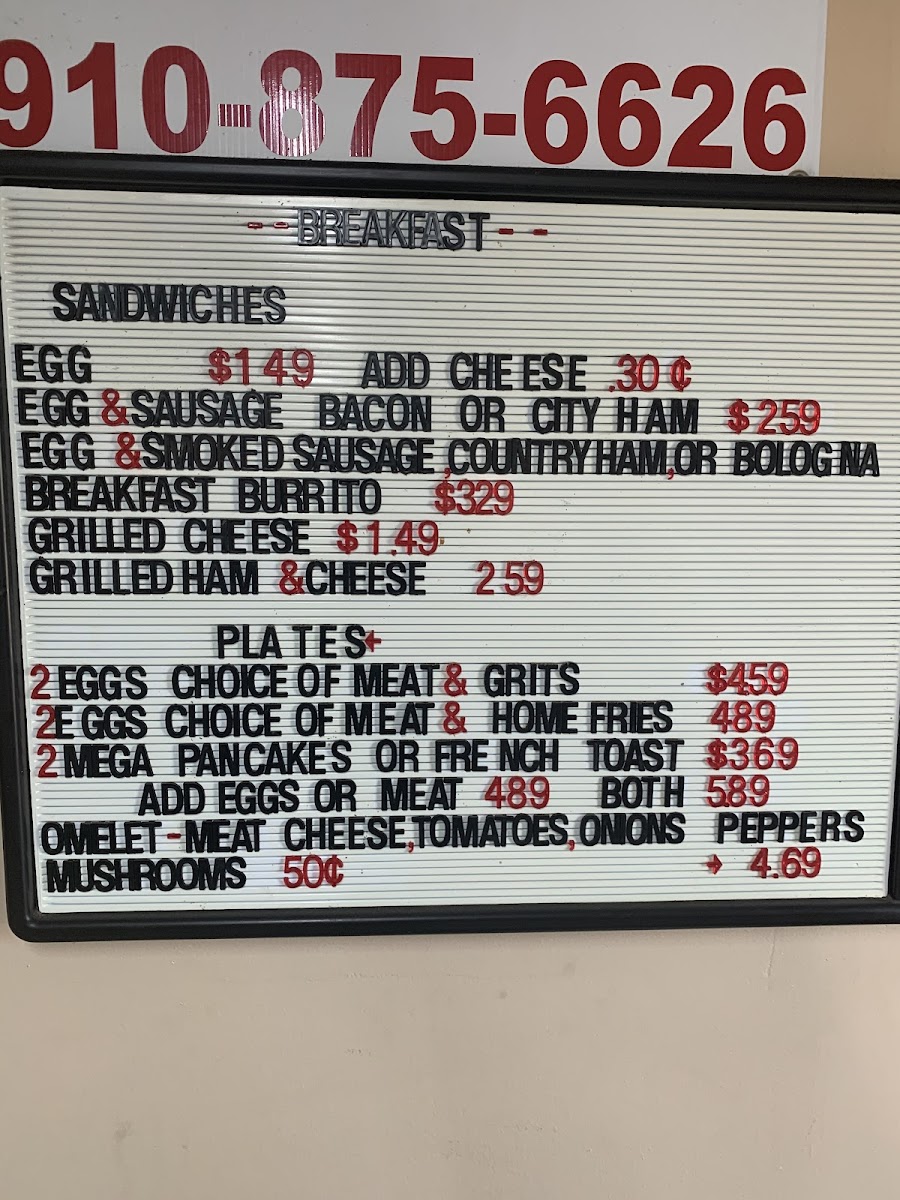 910-875-6626
--BREAKFAST--
SANDWICHES
EGG $1 49 ADD CHEESE .30 ¢
EGG & SAUSAGE BACON OR CITY HAM $259
EGG & SMOKED SAUSAGE, COUNTRY HAM, OR BOLOGNA
BREAKFAST BURRITO $329
GRILLED CHEESE $1.49
GRILLED HAM & CHEESE 259
PLATES
2 EGGS CHOICE OF MEAT & GRITS $459
2 EGGS CHOICE OF MEAT & HOME FRIES 489
2 MEGA PANCAKES OR FRENCH TOAST $369
ADD EGGS OR MEAT 489 BOTH 589
OMELET - MEAT CHEESE, TOMATOES, ONIONS PEPPERS
MUSHROOMS 50¢ → 4.69